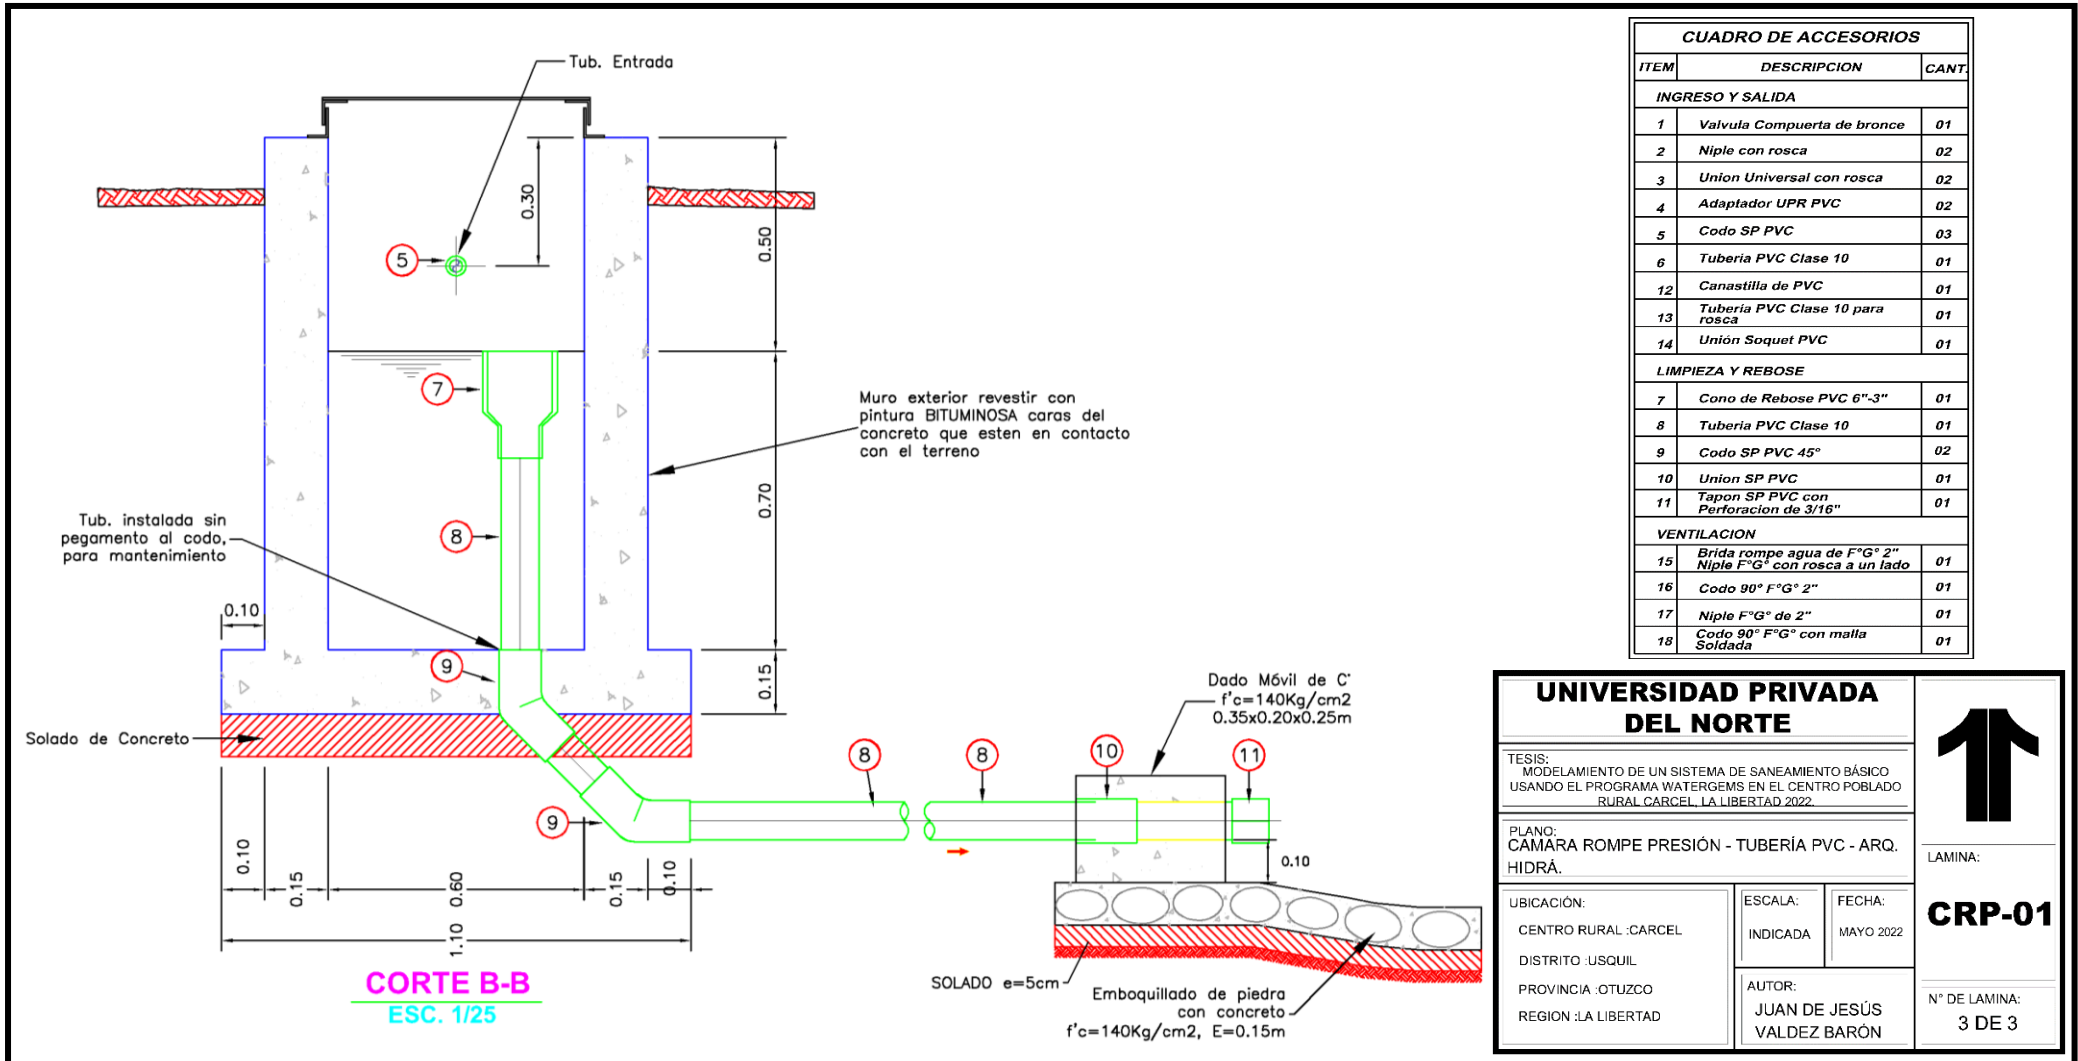 Tub. Entrada
0.30
0.50
5
7
Muro exterior revestir con
pintura BITUMINOSA caras del
concreto que esten en contacto
con el terreno
0.70
Tub. instalada sin
pegamento al codo,
para mantenimiento
8
0.10
9
0.15
Solado de Concreto
Dado Móvil de C°
f'c=140Kg/cm2
0.35x0.20x0.25m
8
8
10
11
9
0.10
0.10
0.15
0.60
0.15
0.10
1.10
CORTE B-B
ESC. 1/25
SOLADO e=5cm
Emboquillado de piedra
con concreto
f'c=140Kg/cm2, E=0.15m
CUADRO DE ACCESORIOS
ITEM DESCRIPCION CANT.
INGRESO Y SALIDA
1 Valvula Compuerta de bronce 01
2 Niple con rosca 02
3 Union Universal con rosca 02
4 Adaptador UPR PVC 02
5 Codo SP PVC 03
6 Tuberia PVC Clase 10 01
12 Canastilla de PVC 01
13 Tubería PVC Clase 10 para
rosca 01
14 Unión Soquet PVC 01
LIMPIEZA Y REBOSE
7 Cono de Rebose PVC 6"-3" 01
8 Tuberia PVC Clase 10 01
9 Codo SP PVC 45° 02
10 Union SP PVC 01
11 Tapon SP PVC con
Perforacion de 3/16" 01
VENTILACION
15 Brida rompe agua de F°G° 2"
Niple F°G° con rosca a un lado 01
16 Codo 90° F°G° 2" 01
17 Niple F°G° de 2" 01
18 Codo 90° F°G° con malla
Soldada 01
UNIVERSIDAD PRIVADA
DEL NORTE
TESIS:
MODELAMIENTO DE UN SISTEMA DE SANEAMIENTO BÁSICO
USANDO EL PROGRAMA WATERGEMS EN EL CENTRO POBLADO
RURAL CARCEL, LA LIBERTAD 2022.
PLANO:
CAMARA ROMPE PRESIÓN - TUBERÍA PVC - ARQ.
HIDRÁ.
UBICACIÓN:
CENTRO RURAL :CARCEL
DISTRITO :USQUIL
PROVINCIA :OTUZCO
REGION :LA LIBERTAD
ESCALA:
INDICADA
FECHA:
MAYO 2022
AUTOR:
JUAN DE JESÚS
VALDEZ BARÓN
LAMINA:
CRP-01
N° DE LAMINA:
3 DE 3